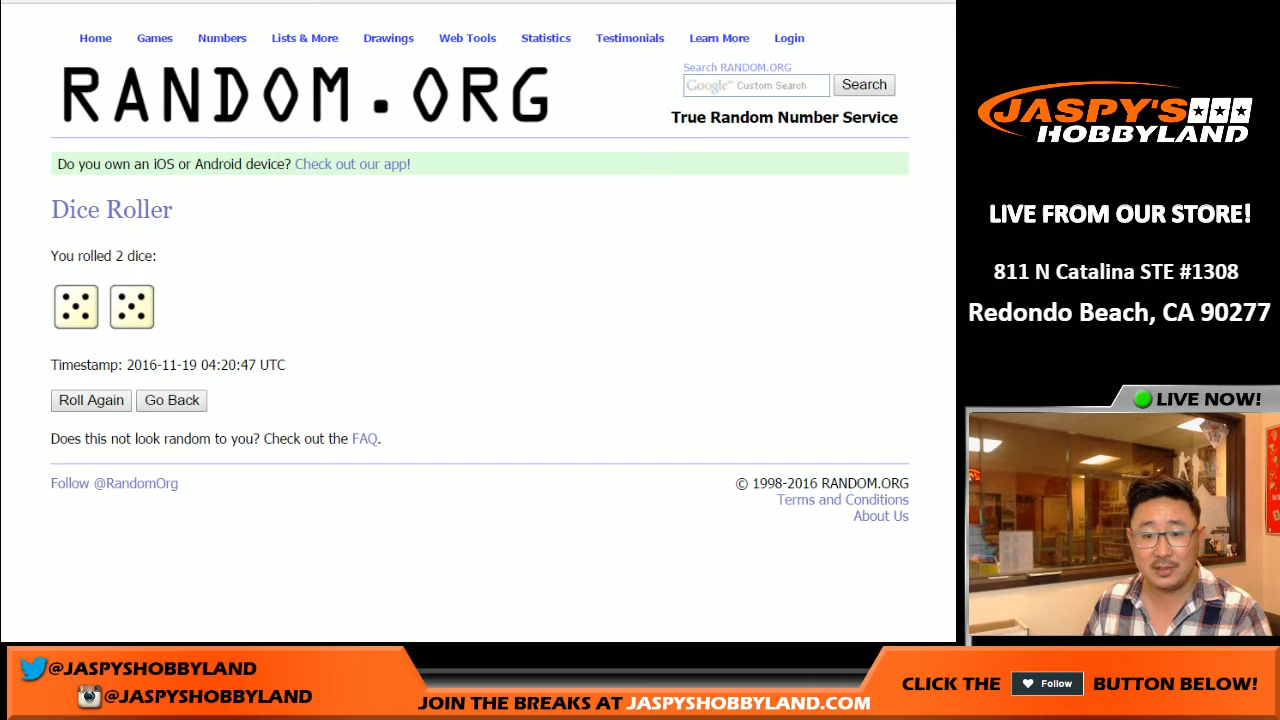 Home Games Numbers Lists & More Drawings Web Tools Statistics Testimonials Learn More Login
RANDOM.ORG
Search RANDOM.ORG
Google™ Custom Search Search
True Random Number Service
Do you own an iOS or Android device? Check out our app!
Dice Roller
You rolled 2 dice:
Timestamp: 2016-11-19 04:20:47 UTC
Roll Again Go Back
Does this not look random to you? Check out the FAQ.
Follow @RandomOrg
© 1998-2016 RANDOM.ORG
Terms and Conditions
About Us
JASPY'S
HOBBYLAND
LIVE FROM OUR STORE!
811 N Catalina STE #1308
Redondo Beach, CA 90277
LIVE NOW!
@JASPYSHOBBYLAND
@JASPYSHOBBYLAND
JOIN THE BREAKS AT JASPYSHOBBYLAND.COM
CLICK THE Follow BUTTON BELOW!